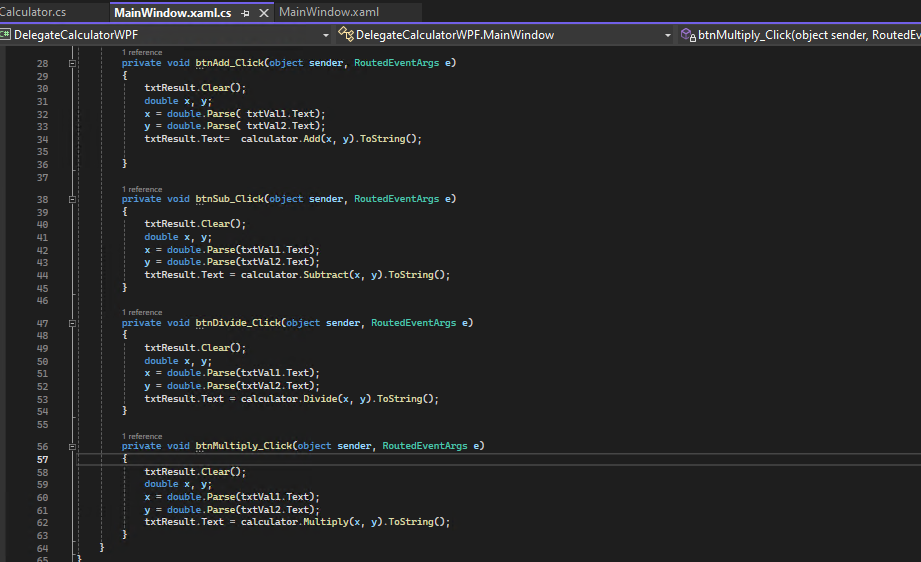 Calculator.cs MainWindow.xaml.cs MainWindow.xaml
C# DelegateCalculatorWPF DelegateCalculatorWPF.MainWindow btnMultiply_Click(object sender, RoutedEv
1 reference
28 private void btnAdd_Click(object sender, RoutedEventArgs e)
29 {
30 txtResult.Clear();
31 double x, y;
32 x = double.Parse( txtVal1.Text);
33 y = double.Parse( txtVal2.Text);
34 txtResult.Text=  calculator.Add(x, y).ToString();
35
36 }
37
1 reference
38 private void btnSub_Click(object sender, RoutedEventArgs e)
39 {
40 txtResult.Clear();
41 double x, y;
42 x = double.Parse(txtVal1.Text);
43 y = double.Parse(txtVal2.Text);
44 txtResult.Text = calculator.Subtract(x, y).ToString();
45 }
46
1 reference
47 private void btnDivide_Click(object sender, RoutedEventArgs e)
48 {
49 txtResult.Clear();
50 double x, y;
51 x = double.Parse(txtVal1.Text);
52 y = double.Parse(txtVal2.Text);
53 txtResult.Text = calculator.Divide(x, y).ToString();
54 }
55
1 reference
56 private void btnMultiply_Click(object sender, RoutedEventArgs e)
57 {
58 txtResult.Clear();
59 double x, y;
60 x = double.Parse(txtVal1.Text);
61 y = double.Parse(txtVal2.Text);
62 txtResult.Text = calculator.Multiply(x, y).ToString();
63 }
64 }
65 }